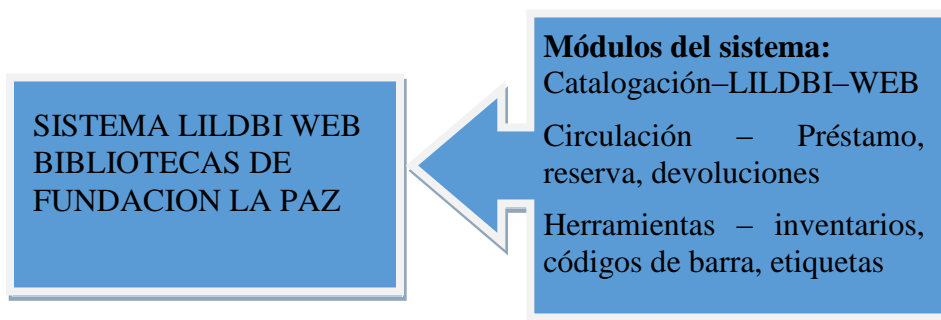 SISTEMA LILDBI WEB
BIBLIOTECAS DE
FUNDACION LA PAZ
Módulos del sistema:
Catalogación–LILDBI–WEB
Circulación – Préstamo,
reserva, devoluciones
Herramientas – inventarios,
códigos de barra, etiquetas